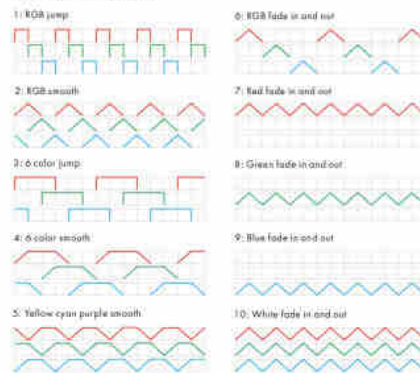 1: RGB jump
2: RGB smooth
3: 6 color jump
4: 6 color smooth
5: Yellow cyan purple smooth
6: RGB fade in and out
7: Red fade in and out
8: Green fade in and out
9: Blue fade in and out
10: White fade in and out